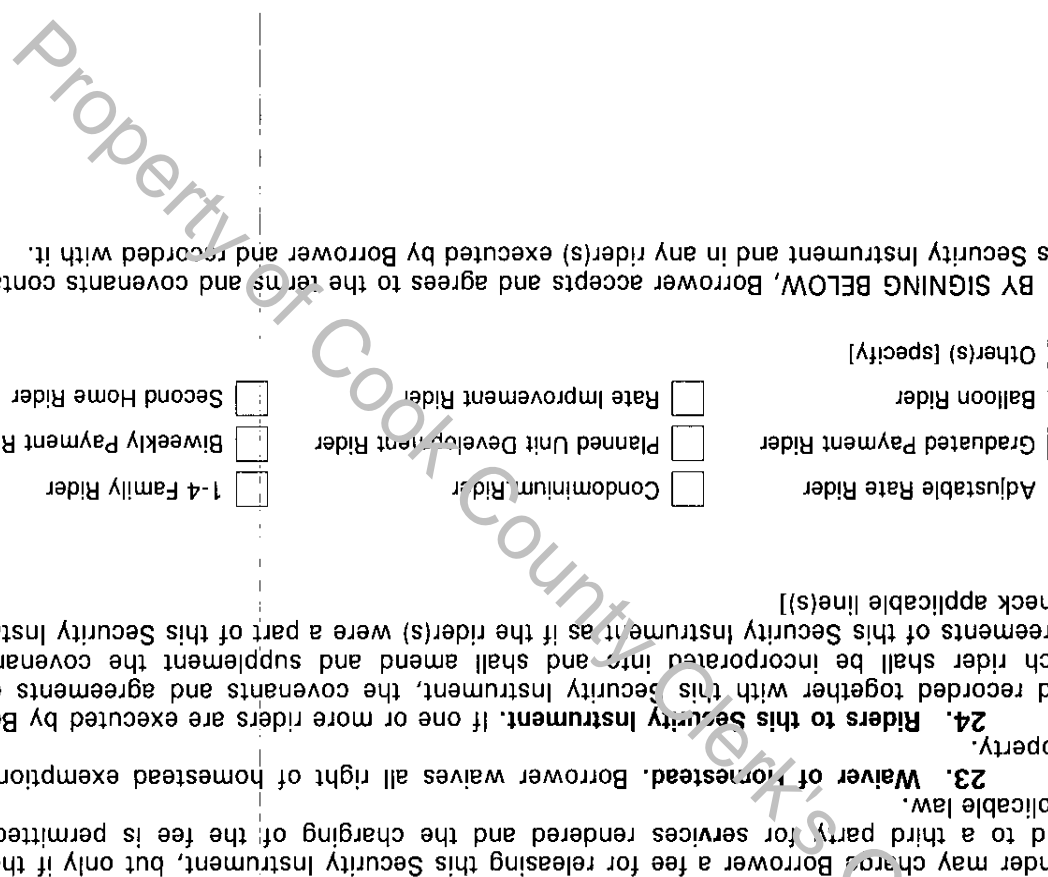 nder may charge Borrower a fee for releasing this Security Instrument, but only if th
d to a third party for services rendered and the charging of the fee is permitted
plicable law.
23. Waiver of Homestead. Borrower waives all right of homestead exemption
operty.
24. Riders to this Security Instrument. If one or more riders are executed by Bo
d recorded together with this Security Instrument, the covenants and agreements
ch rider shall be incorporated into and shall amend and supplement the covenan
reements of this Security Instrument as if the rider(s) were a part of this Security Inst
heck applicable line(s)]
Adjustable Rate Rider Condominium Rider 1-4 Family Rider
Graduated Payment Rider Planned Unit Development Rider Biweekly Payment R
Balloon Rider Rate Improvement Rider Second Home Rider
Other(s) [specify]
BY SIGNING BELOW, Borrower accepts and agrees to the terms and covenants conta
s Security Instrument and in any rider(s) executed by Borrower and recorded with it.
Property of Cook County Clerk's